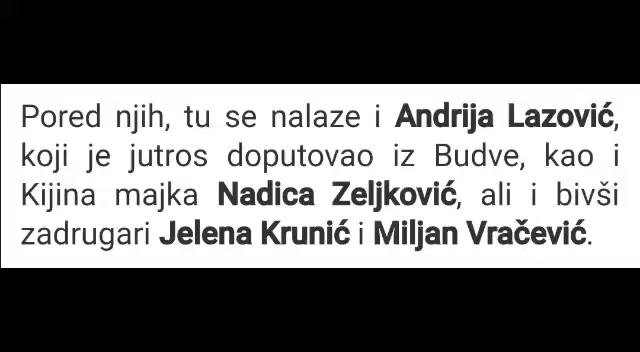 Pored njih, tu se nalaze i Andrija Lazović,
koji je jutros doputovao iz Budve, kao i
Kijina majka Nadica Zeljković, ali i bivši
zadrugari Jelena Krunić i Miljan Vračević.